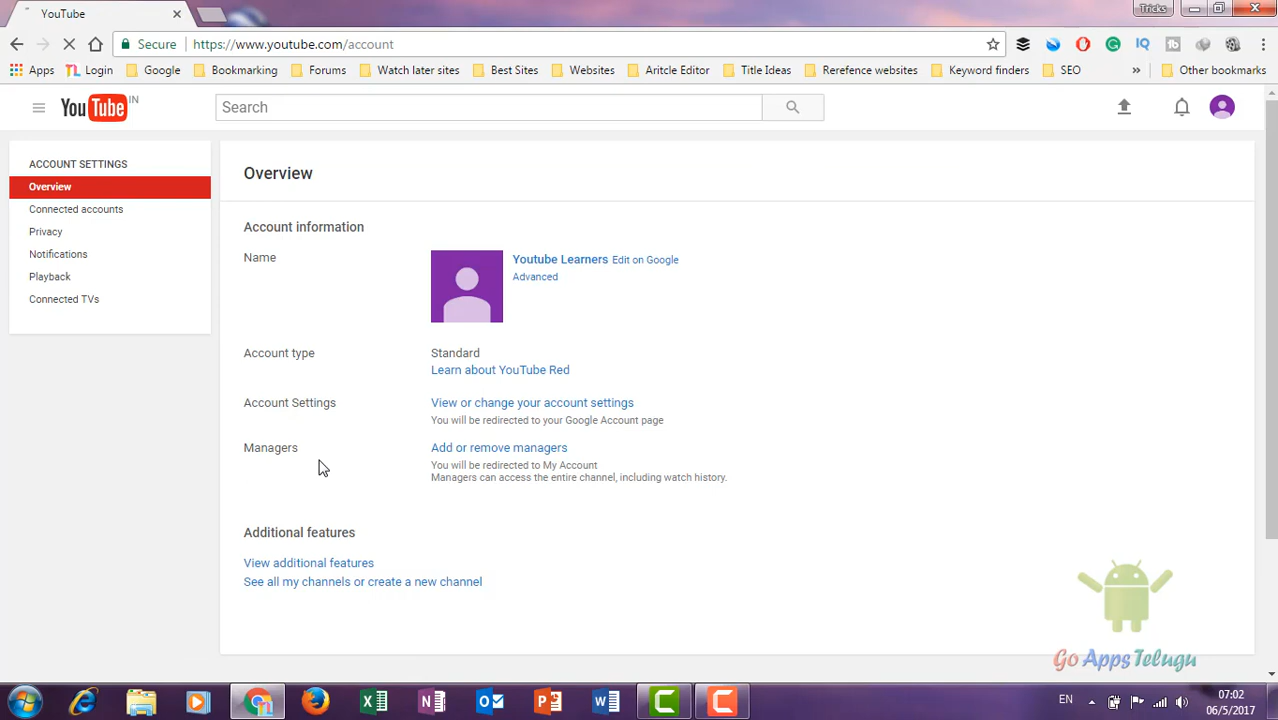 YouTube
Tricks
Secure https://www.youtube.com/account
Apps Login Google Bookmarking Forums Watch later sites Best Sites Websites Aritcle Editor Title Ideas Rerefence websites Keyword finders SEO » Other bookmarks
YouTube IN
Search
ACCOUNT SETTINGS
Overview
Connected accounts
Privacy
Notifications
Playback
Connected TVs
Overview
Account information
Name
Youtube Learners Edit on Google
Advanced
Account type
Standard
Learn about YouTube Red
Account Settings
View or change your account settings
You will be redirected to your Google Account page
Managers
Add or remove managers
You will be redirected to My Account
Managers can access the entire channel, including watch history.
Additional features
View additional features
See all my channels or create a new channel
Go AppsTelugu
EN
07:02
06/5/2017